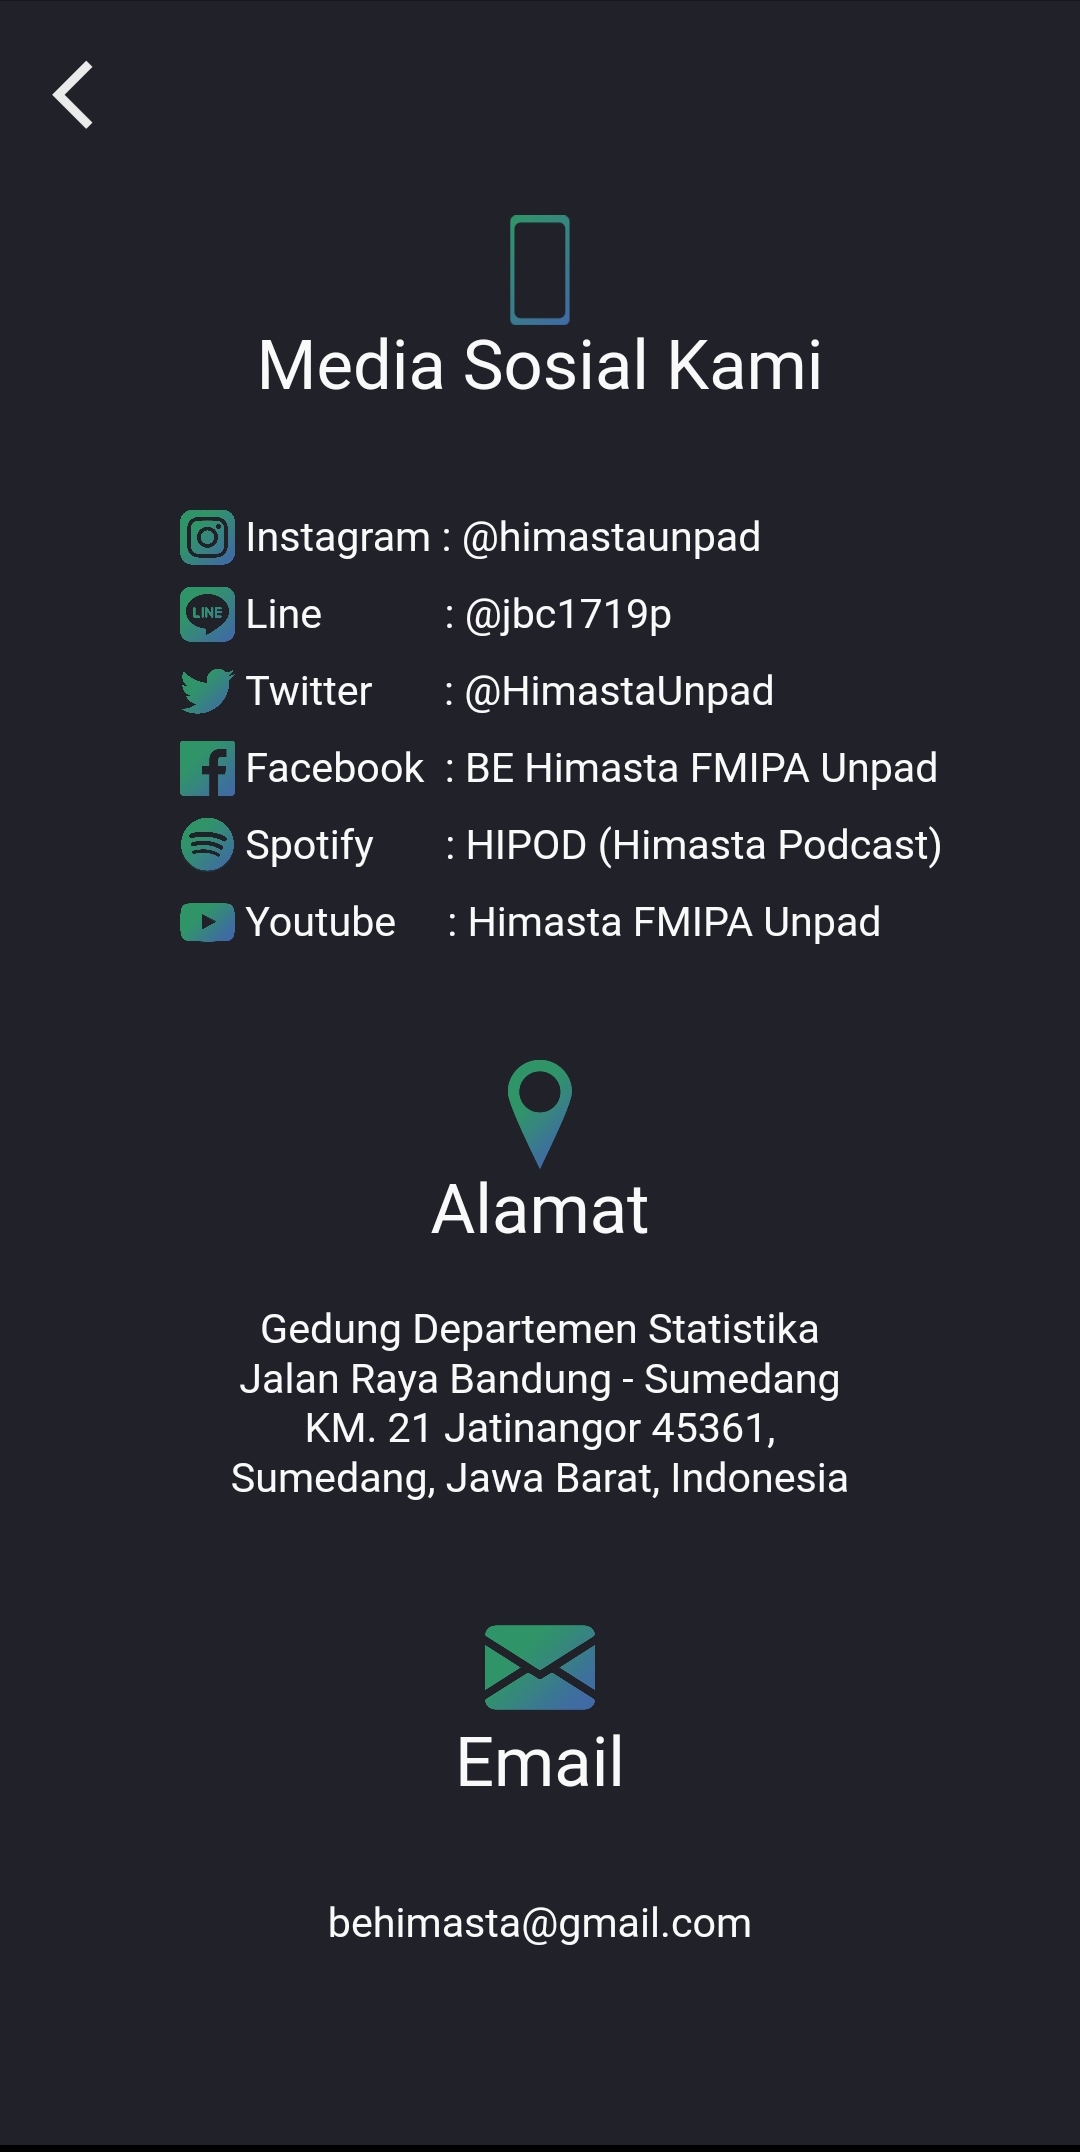 Media Sosial Kami
Instagram : @himastaunpad
LINE
Line : @jbc1719p
Twitter : @HimastaUnpad
Facebook : BE Himasta FMIPA Unpad
Spotify : HIPOD (Himasta Podcast)
Youtube : Himasta FMIPA Unpad
Alamat
Gedung Departemen Statistika
Jalan Raya Bandung - Sumedang
KM. 21 Jatinangor 45361,
Sumedang, Jawa Barat, Indonesia
Email
behimasta@gmail.com